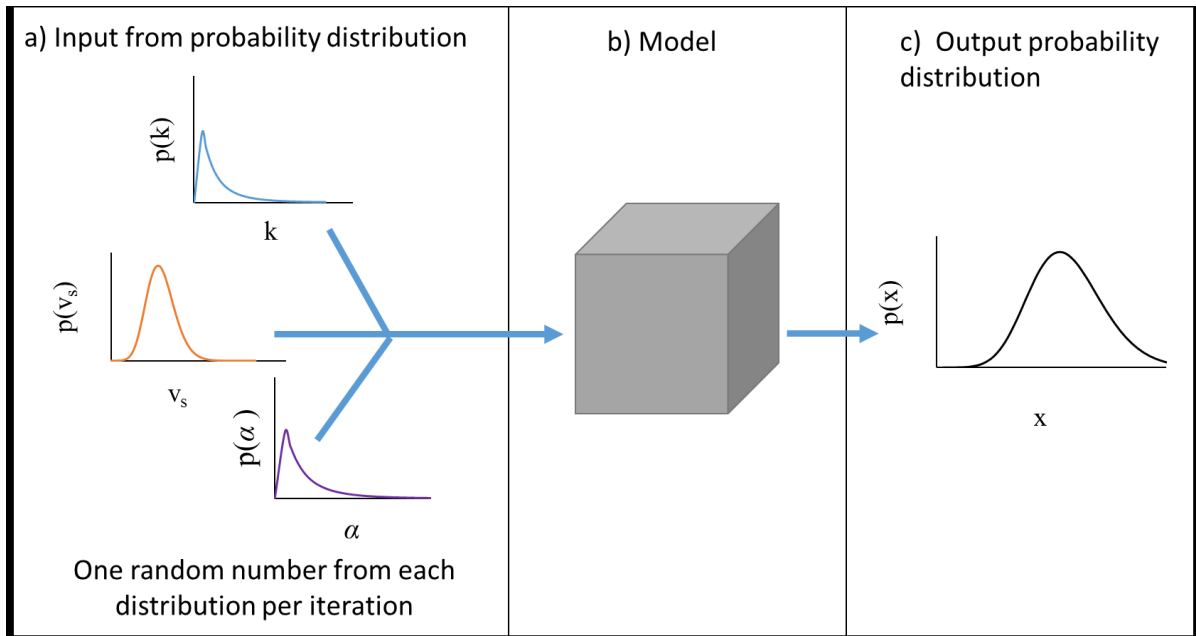 a) Input from probability distribution
p(k)
k
p(vₛ)
vₛ
p(α )
α
One random number from each
distribution per iteration
b) Model
c) Output probability
distribution
p(x)
x